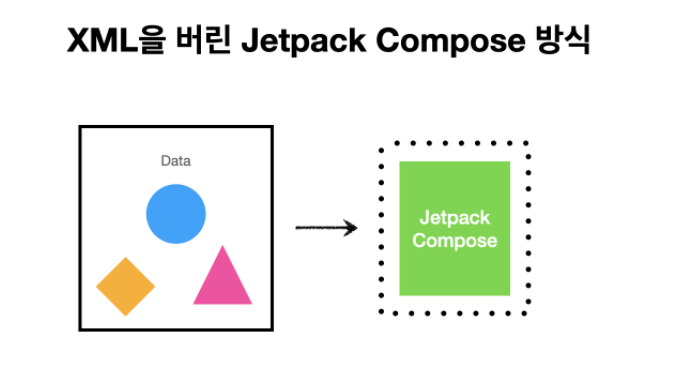 XML을 버린 Jetpack Compose 방식
Data
Jetpack
Compose